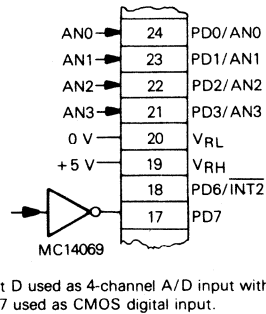 AN0 24 PD0/AN0
AN1 23 PD1/AN1
AN2 22 PD2/AN2
AN3 21 PD3/AN3
0 V 20 VRL
+5 V 19 VRH
18 PD6/INT2
17 PD7
MC14069
t D used as 4-channel A/D input with
7 used as CMOS digital input.